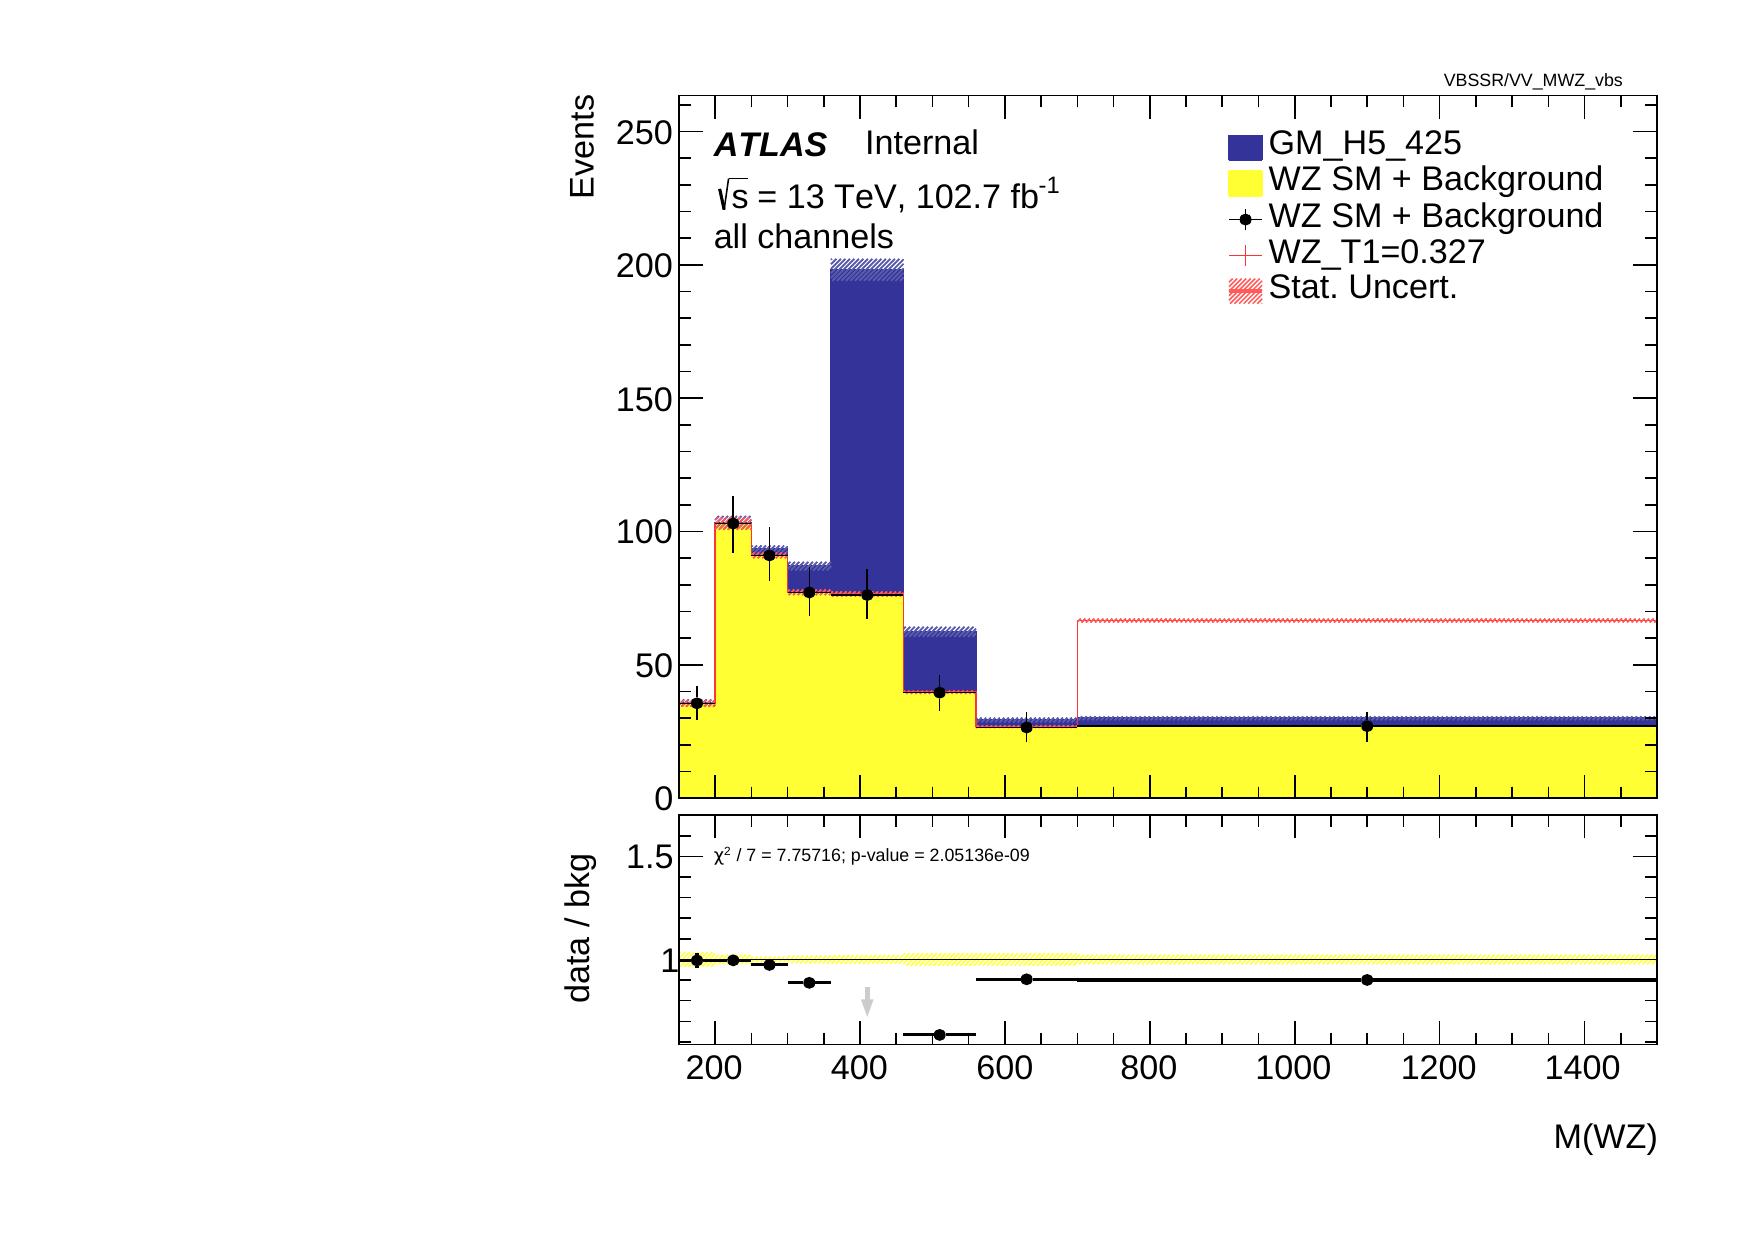 VBSSR/VV_MWZ_vbs
Events
250
200
150
100
50
0
ATLAS Internal
√s = 13 TeV, 102.7 fb⁻¹
all channels
GM_H5_425
WZ SM + Background
WZ SM + Background
WZ_T1=0.327
Stat. Uncert.
data / bkg
1.5
1
χ² / 7 = 7.75716; p-value = 2.05136e-09
200 400 600 800 1000 1200 1400
M(WZ)